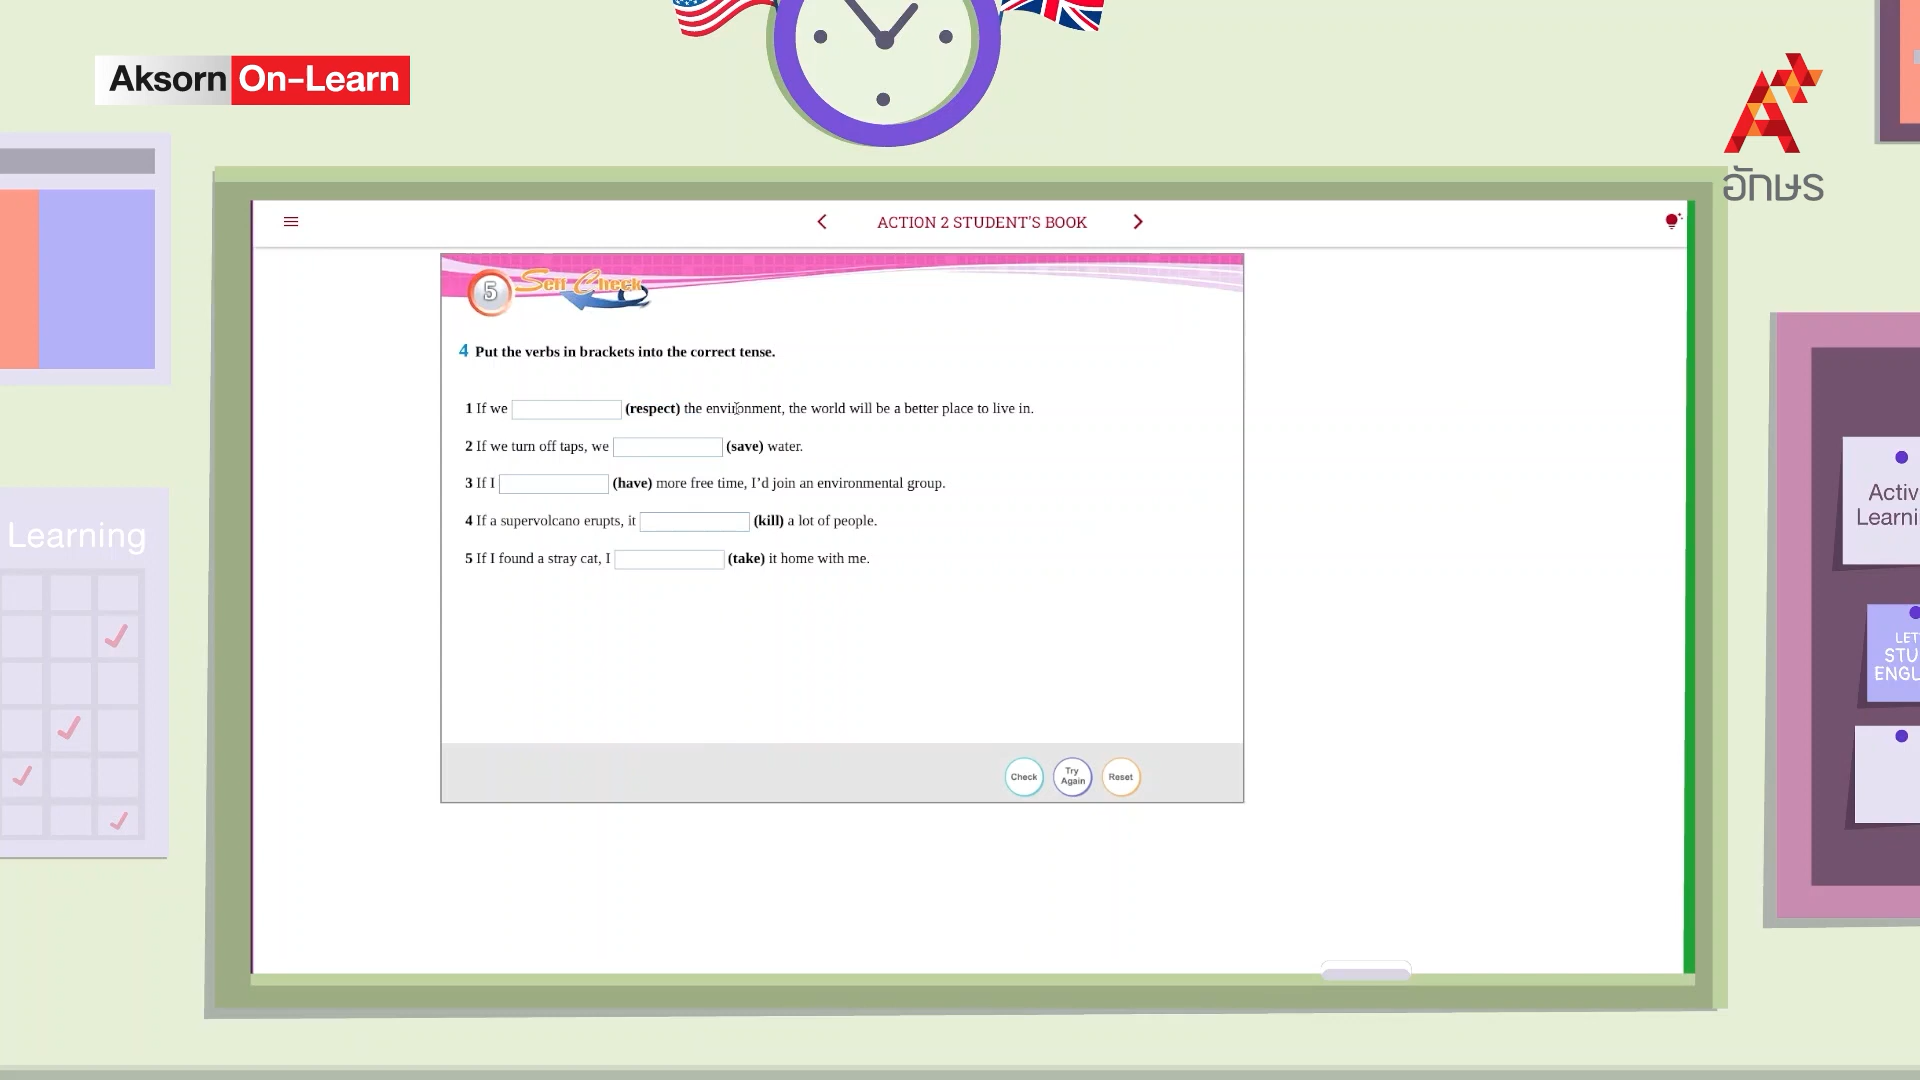 Aksorn On-Learn
อักษร
ACTION 2 STUDENT'S BOOK
5 Self Check
4 Put the verbs in brackets into the correct tense.
1 If we (respect) the environment, the world will be a better place to live in.
2 If we turn off taps, we (save) water.
3 If I (have) more free time, I'd join an environmental group.
4 If a supervolcano erupts, it (kill) a lot of people.
5 If I found a stray cat, I (take) it home with me.
Check
Try
Again
Reset
Learning